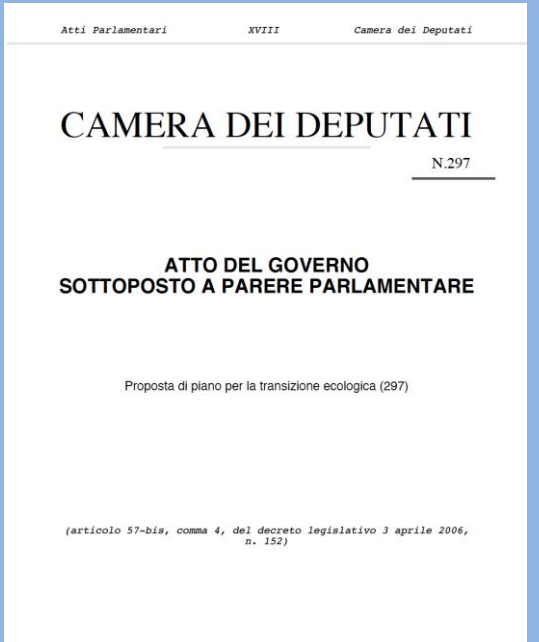 Atti Parlamentari XVIII Camera dei Deputati
CAMERA DEI DEPUTATI
N.297
ATTO DEL GOVERNO
SOTTOPOSTO A PARERE PARLAMENTARE
Proposta di piano per la transizione ecologica (297)
(articolo 57-bis, comma 4, del decreto legislativo 3 aprile 2006,
n. 152)